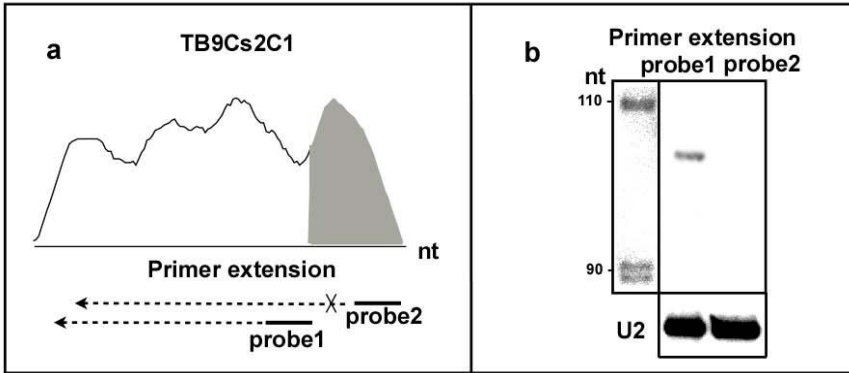 a
TB9Cs2C1
nt
Primer extension
X
probe2
probe1
b
Primer extension
probe1 probe2
nt
110
90
U2